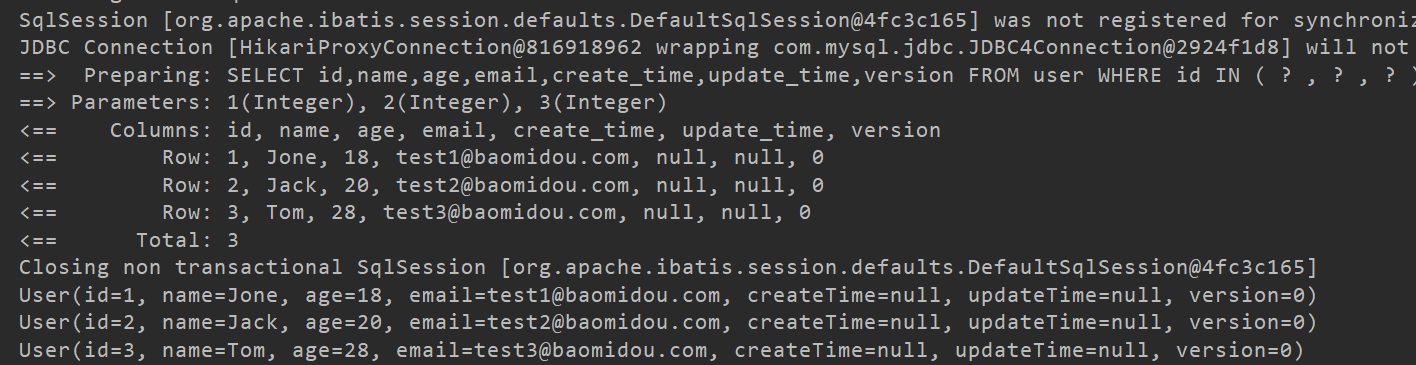 SqlSession [org.apache.ibatis.session.defaults.DefaultSqlSession@4fc3c165] was not registered for synchroni
JDBC Connection [HikariProxyConnection@816918962 wrapping com.mysql.jdbc.JDBC4Connection@2924f1d8] will not
==>  Preparing: SELECT id,name,age,email,create_time,update_time,version FROM user WHERE id IN ( ? , ? , ? )
==> Parameters: 1(Integer), 2(Integer), 3(Integer)
<==    Columns: id, name, age, email, create_time, update_time, version
<==        Row: 1, Jone, 18, test1@baomidou.com, null, null, 0
<==        Row: 2, Jack, 20, test2@baomidou.com, null, null, 0
<==        Row: 3, Tom, 28, test3@baomidou.com, null, null, 0
<==      Total: 3
Closing non transactional SqlSession [org.apache.ibatis.session.defaults.DefaultSqlSession@4fc3c165]
User(id=1, name=Jone, age=18, email=test1@baomidou.com, createTime=null, updateTime=null, version=0)
User(id=2, name=Jack, age=20, email=test2@baomidou.com, createTime=null, updateTime=null, version=0)
User(id=3, name=Tom, age=28, email=test3@baomidou.com, createTime=null, updateTime=null, version=0)